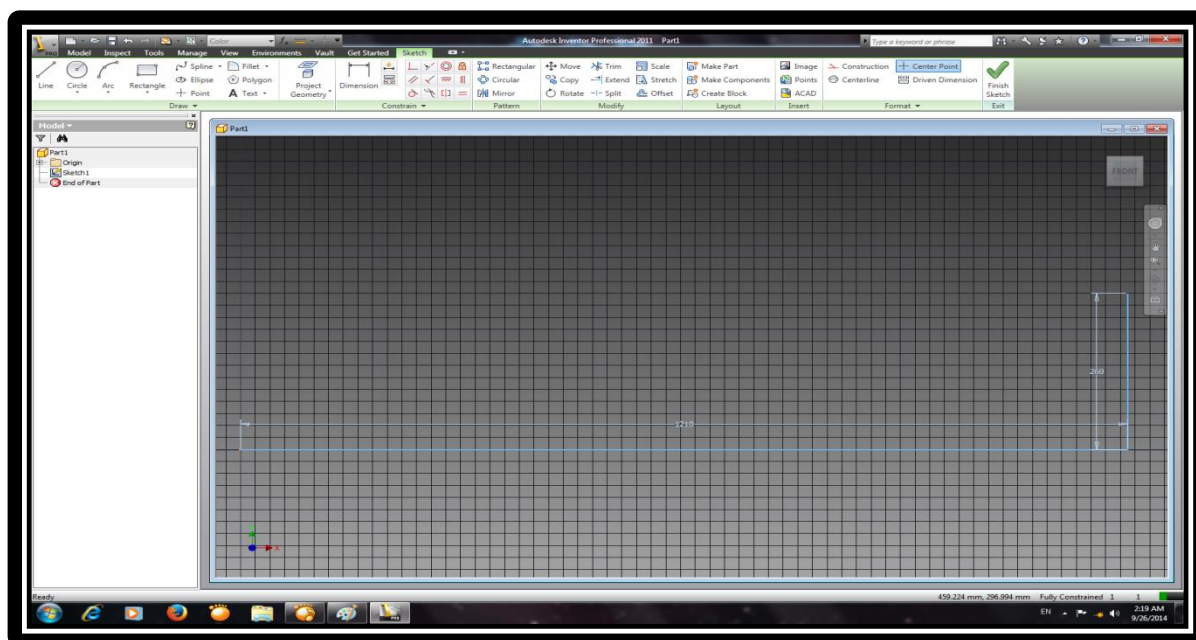 Color
Autodesk Inventor Professional 2011 Part1
Type a keyword or phrase
PRO Model Inspect Tools Manage View Environments Vault Get Started Sketch
Line Circle Arc Rectangle
Spline Fillet
Ellipse Polygon
Point A Text
Project Geometry
Dimension
Rectangular
Circular
Mirror
Move Trim Scale
Copy Extend Stretch
Rotate Split Offset
Make Part
Make Components
Create Block
Image
Points
ACAD
Construction Center Point
Centerline Driven Dimension
Finish Sketch
Draw Constrain Pattern Modify Layout Insert Format Exit
Model
Part1
Origin
Sketch1
End of Part
Part1
FRONT
260
1210
Y
X
Ready
459.224 mm, 296.994 mm Fully Constrained 1 1
EN
2:19 AM
9/26/2014